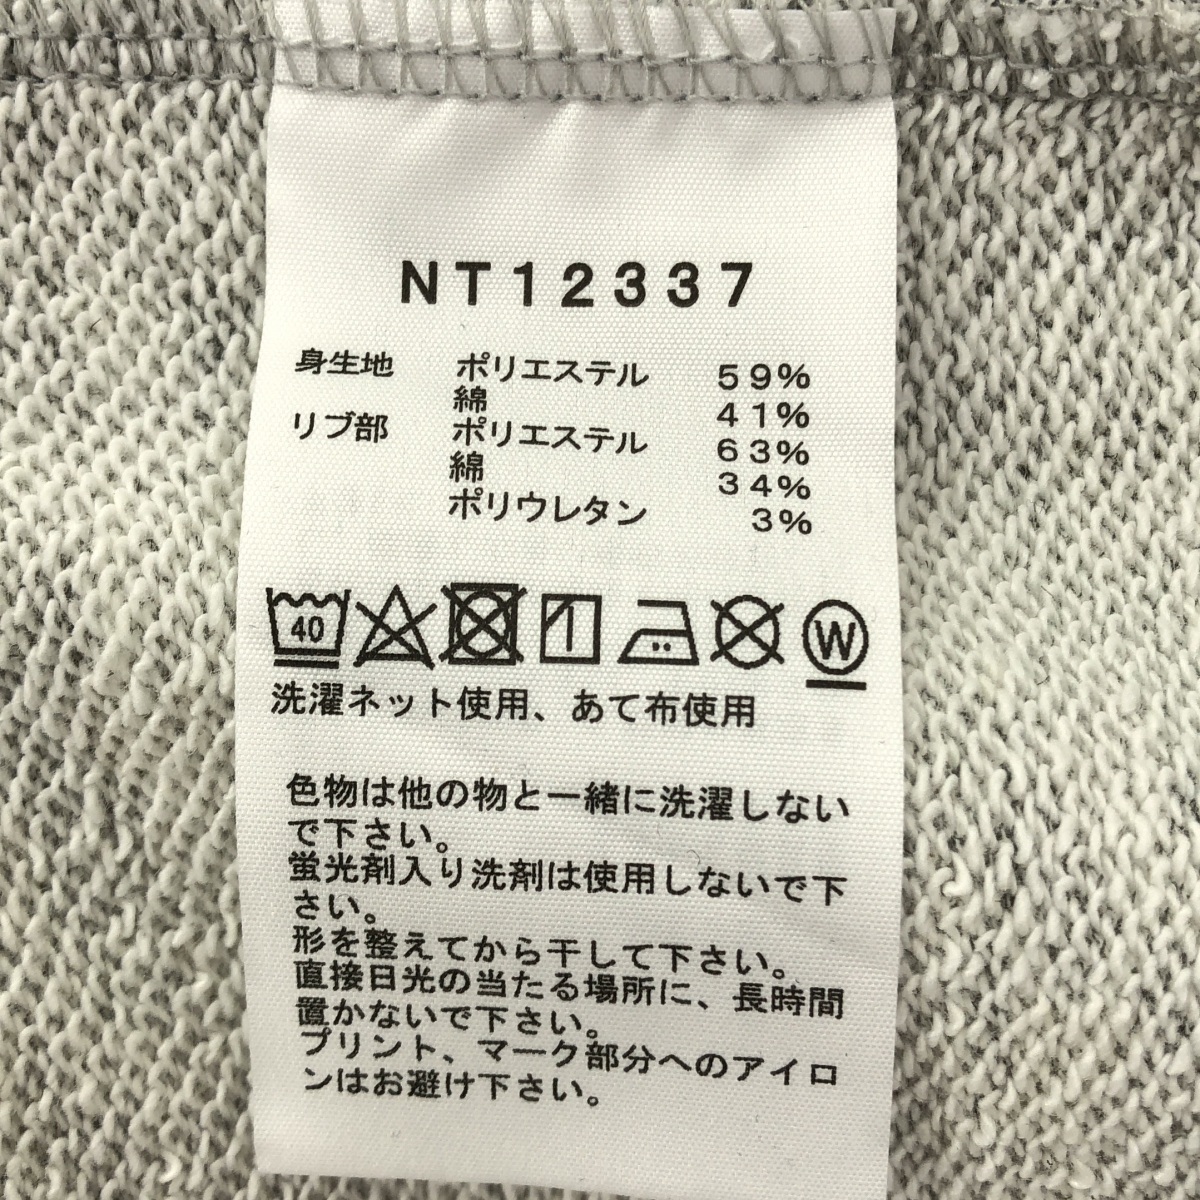 NT12337
身生地 ポリエステル 59%
綿 41%
リブ部 ポリエステル 63%
綿 34%
ポリウレタン 3%
40 W
洗濯ネット使用、あて布使用
色物は他の物と一緒に洗濯しない
で下さい。
蛍光剤入り洗剤は使用しないで下
さい。
形を整えてから干して下さい。
直接日光の当たる場所に、長時間
置かないで下さい。
プリント、マーク部分へのアイロ
ンはお避け下さい。